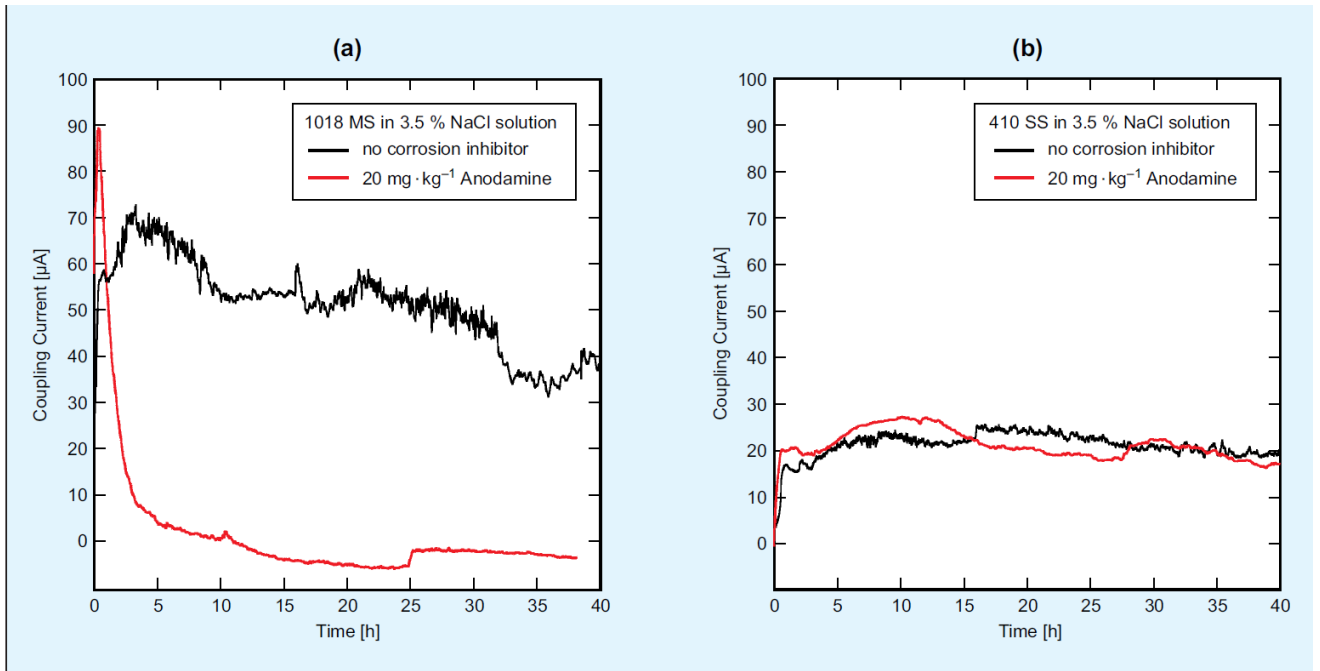 (a)
100
90
80
70
60
50
40
30
20
10
0
Coupling Current [µA]
1018 MS in 3.5 % NaCl solution
no corrosion inhibitor
20 mg·kg⁻¹ Anodamine
0 5 10 15 20 25 30 35 40
Time [h]
(b)
100
90
80
70
60
50
40
30
20
10
0
Coupling Current [µA]
410 SS in 3.5 % NaCl solution
no corrosion inhibitor
20 mg·kg⁻¹ Anodamine
0 5 10 15 20 25 30 35 40
Time [h]